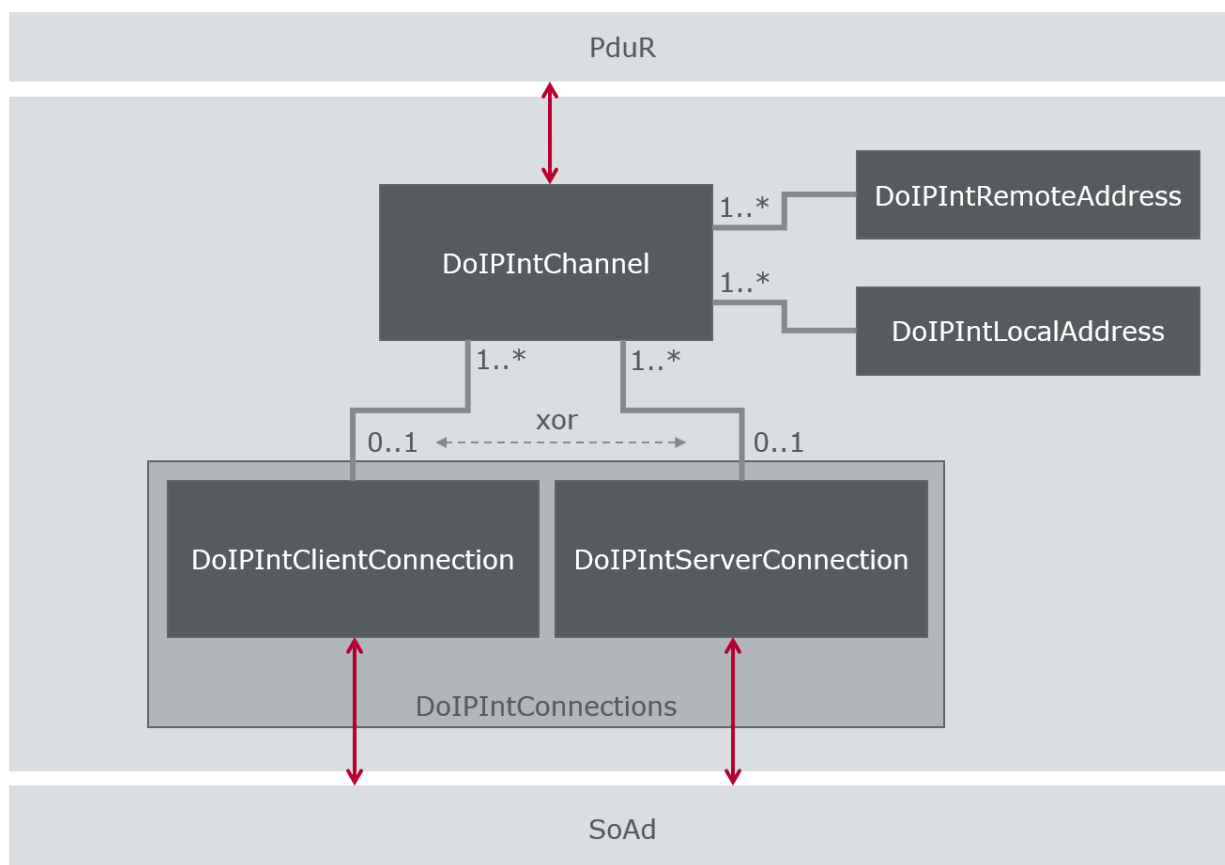 PduR
DoIPIntRemoteAddress
1..*
DoIPIntChannel
1..*
DoIPIntLocalAddress
1..*
1..*
xor
0..1
0..1
DoIPIntClientConnection
DoIPIntServerConnection
DoIPIntConnections
SoAd